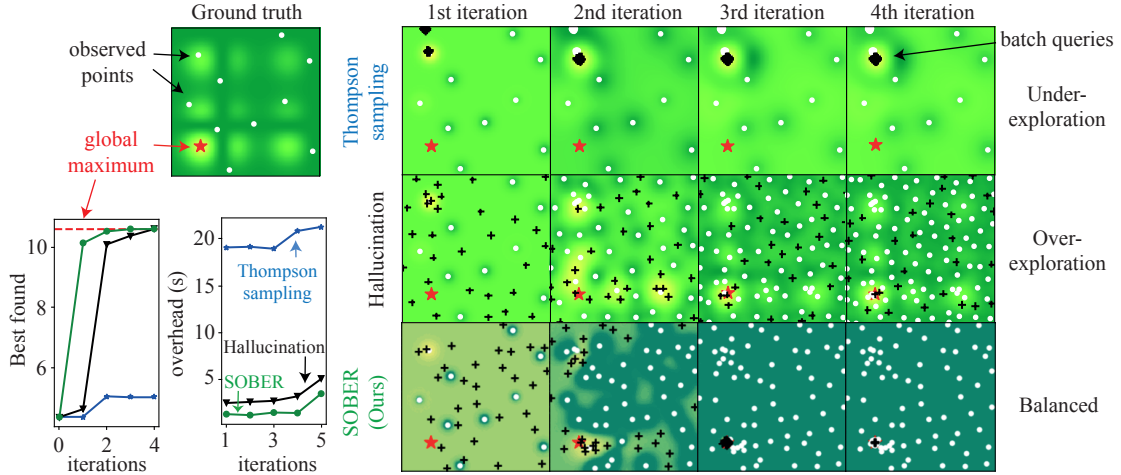 Ground truth
observed
points
global
maximum
1st iteration
2nd iteration
3rd iteration
4th iteration
Thompson
sampling
batch queries
Under-
exploration
Hallucination
Over-
exploration
SOBER
(Ours)
Balanced
Best found
10
8
6
0
2
4
iterations
overhead (s)
20
15
10
5
Thompson
sampling
Hallucination
SOBER
1
3
5
iterations